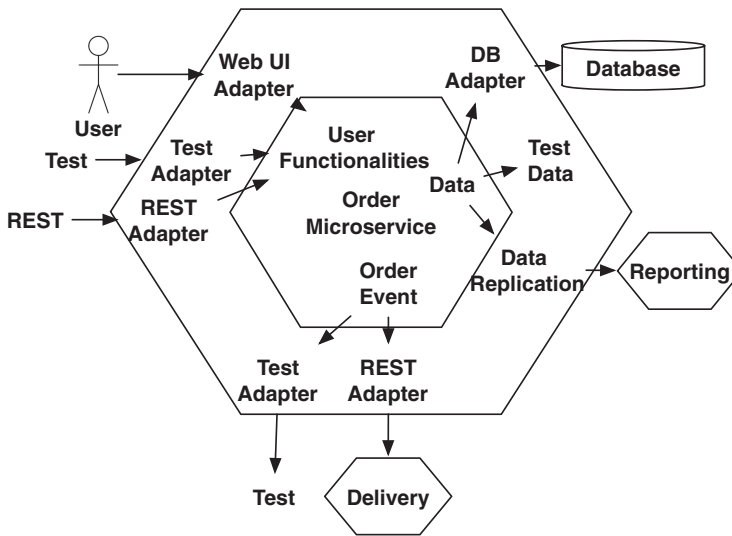 Web UI
Adapter
DB
Adapter
Database
User
Test
Test
Adapter
User
Functionalities
Test
Data
Data
REST
REST
Adapter
Order
Microservice
Order
Event
Data
Replication
Reporting
Test
Adapter
REST
Adapter
Test
Delivery